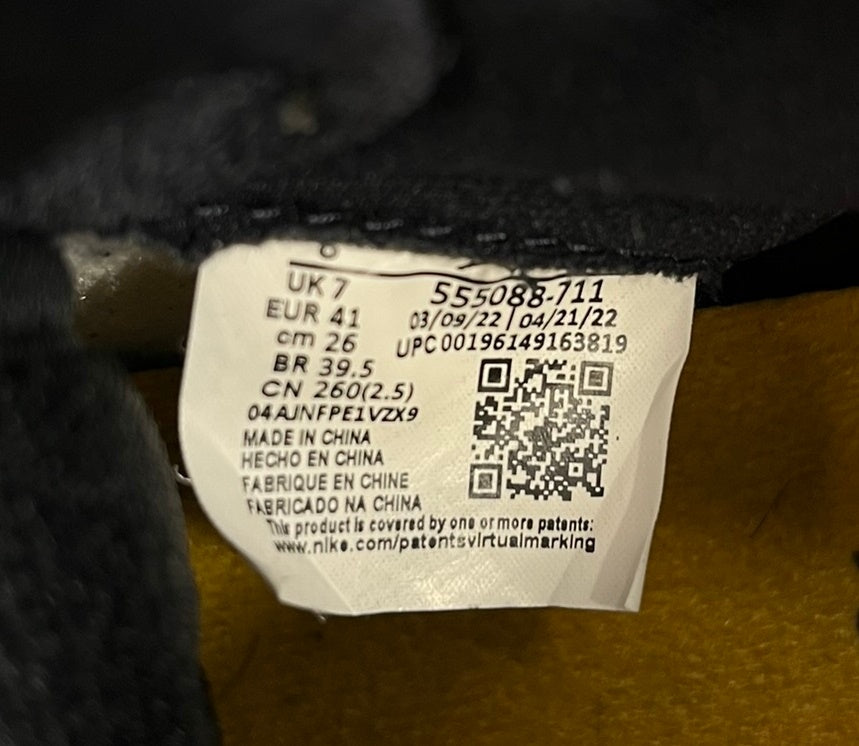 UK 7
EUR 41
cm 26
BR 39.5
CN 260(2.5)
04AJNFPE1VZX9
MADE IN CHINA
HECHO EN CHINA
FABRIQUE EN CHINE
FABRICADO NA CHINA
555088-711
03/09/22 | 04/21/22
UPC00196149163819
This product is covered by one or more patents:
www.nike.com/patentsvirtualmarking